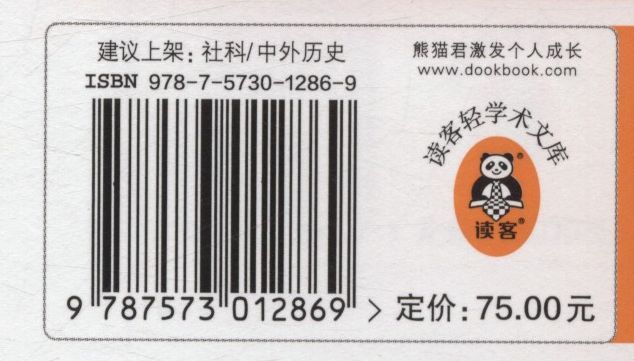 建议上架：社科/中外历史
ISBN 978-7-5730-1286-9
9 787573 012869 >
熊猫君激发个人成长
www.dookbook.com
读客轻学术文库
读客®
定价：75.00元